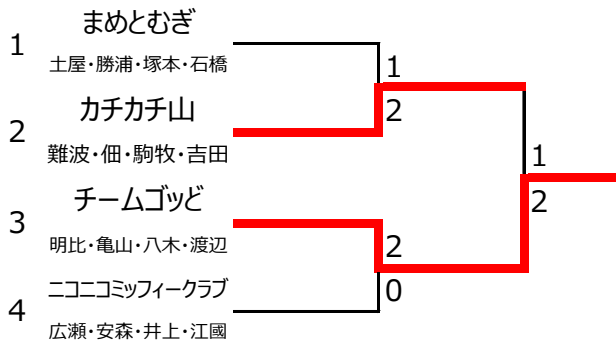 まめとむぎ
1
土屋・勝浦・塚本・石橋
1
カチカチ山
2
2
難波・佃・駒牧・吉田
1
チームゴッど
2
3
明比・亀山・八木・渡辺
2
ニコニコミッフィークラブ
0
4
広瀬・安森・井上・江國